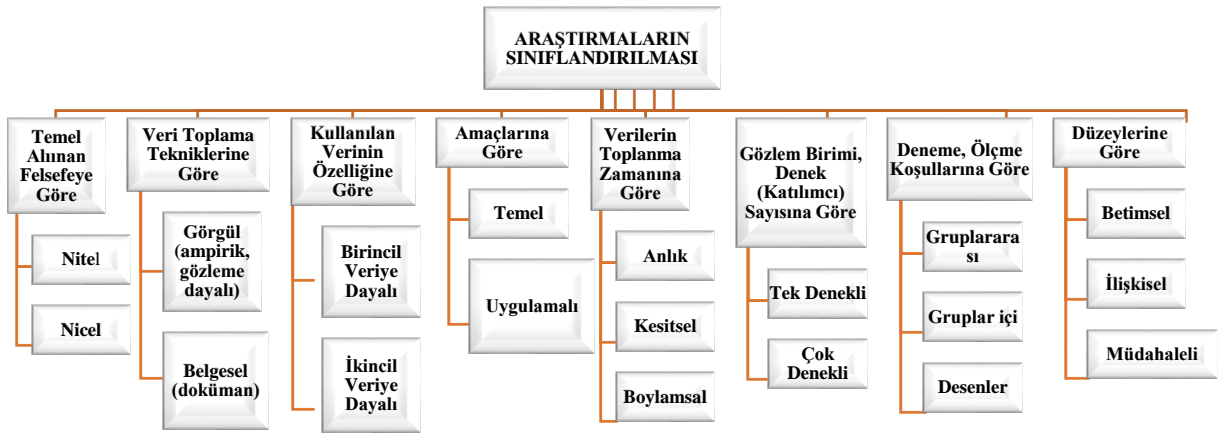 ARAŞTIRMALARIN
SINIFLANDIRILMASI
Temel
Alınan
Felsefeye
Göre
Nitel
Nicel
Veri Toplama
Tekniklerine
Göre
Görgül
(ampirik,
gözleme
dayalı)
Belgesel
(doküman)
Kullanılan
Verinin
Özelliğine
Göre
Birincil
Veriye
Dayalı
İkincil
Veriye
Dayalı
Amaçlarına
Göre
Temel
Uygulamalı
Verilerin
Toplanma
Zamanına
Göre
Anlık
Kesitsel
Boylamsal
Gözlem Birimi,
Denek
(Katılımcı)
Sayısına Göre
Tek Denekli
Çok
Denekli
Deneme, Ölçme
Koşullarına Göre
Gruplarara
sı
Gruplar içi
Desenler
Düzeylerine
Göre
Betimsel
İlişkisel
Müdahaleli